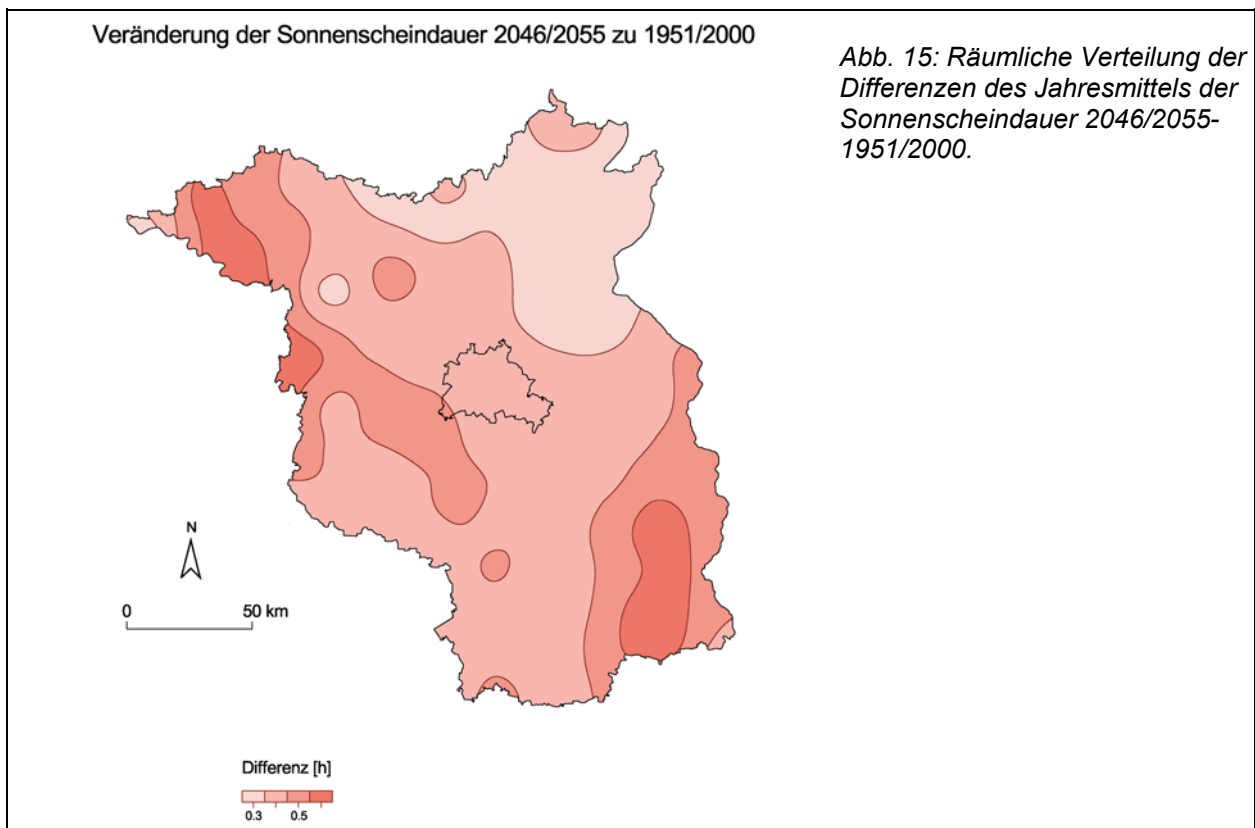 Veränderung der Sonnenscheindauer 2046/2055 zu 1951/2000
Abb. 15: Räumliche Verteilung der
Differenzen des Jahresmittels der
Sonnenscheindauer 2046/2055-
1951/2000.
N
0 50 km
Differenz [h]
0.3 0.5